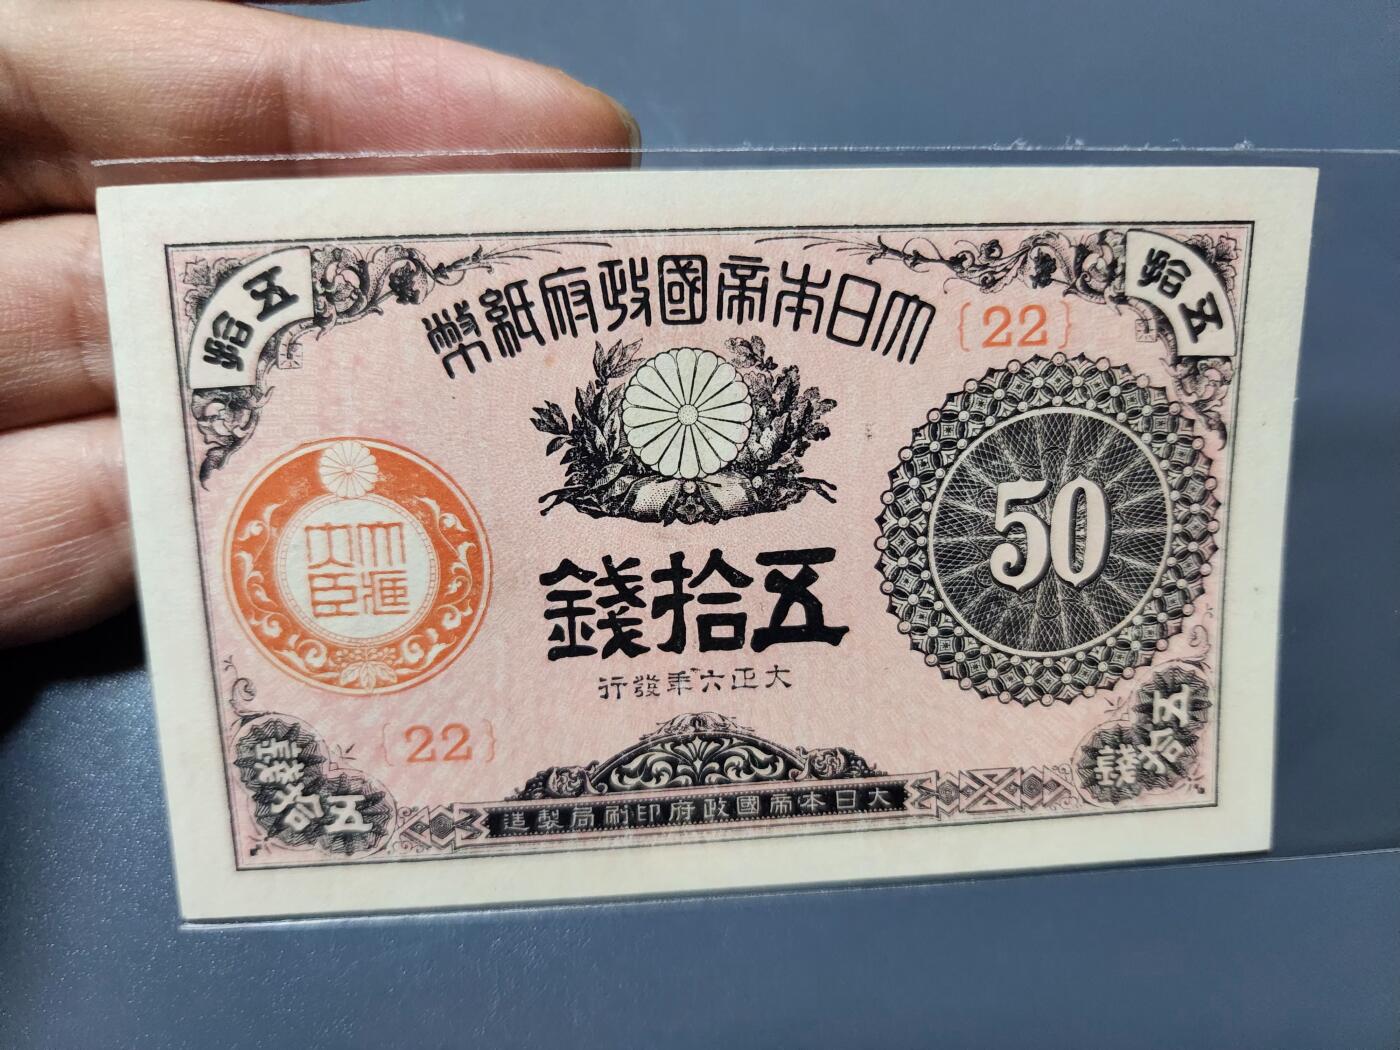 大日本帝國政府紙幣
{22}
五拾
五拾
50
大藏大臣
五拾錢
大正六年發行
{22}
五拾錢
五拾錢
大日本帝國政府印刷局製造